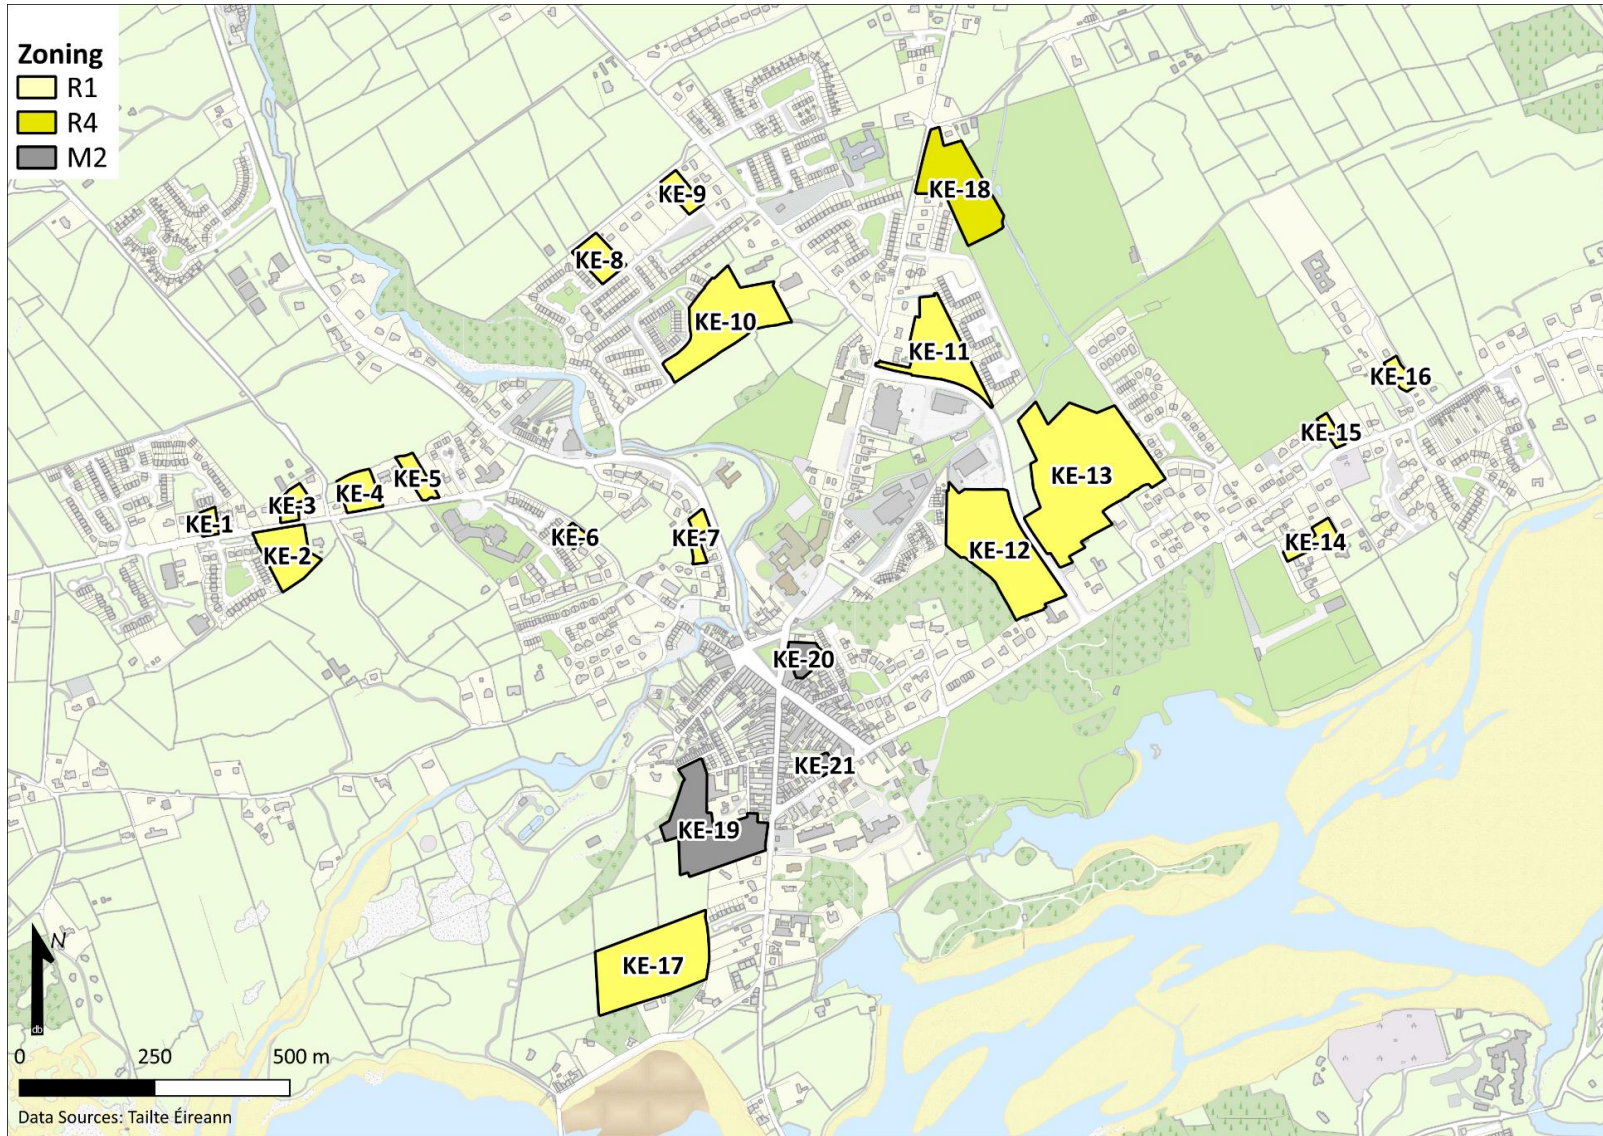 Zoning
R1
R4
M2
KE-9
KE-18
KE-8
KE-10
KE-11
KE-16
KE-15
KE-13
KE-5
KE-4
KE-3
KE-1
KE-2
KE-6
KE-7
KE-12
KE-14
KE-20
KE-21
KE-19
KE-17
N
db
0 250 500 m
Data Sources: Tailte Éireann